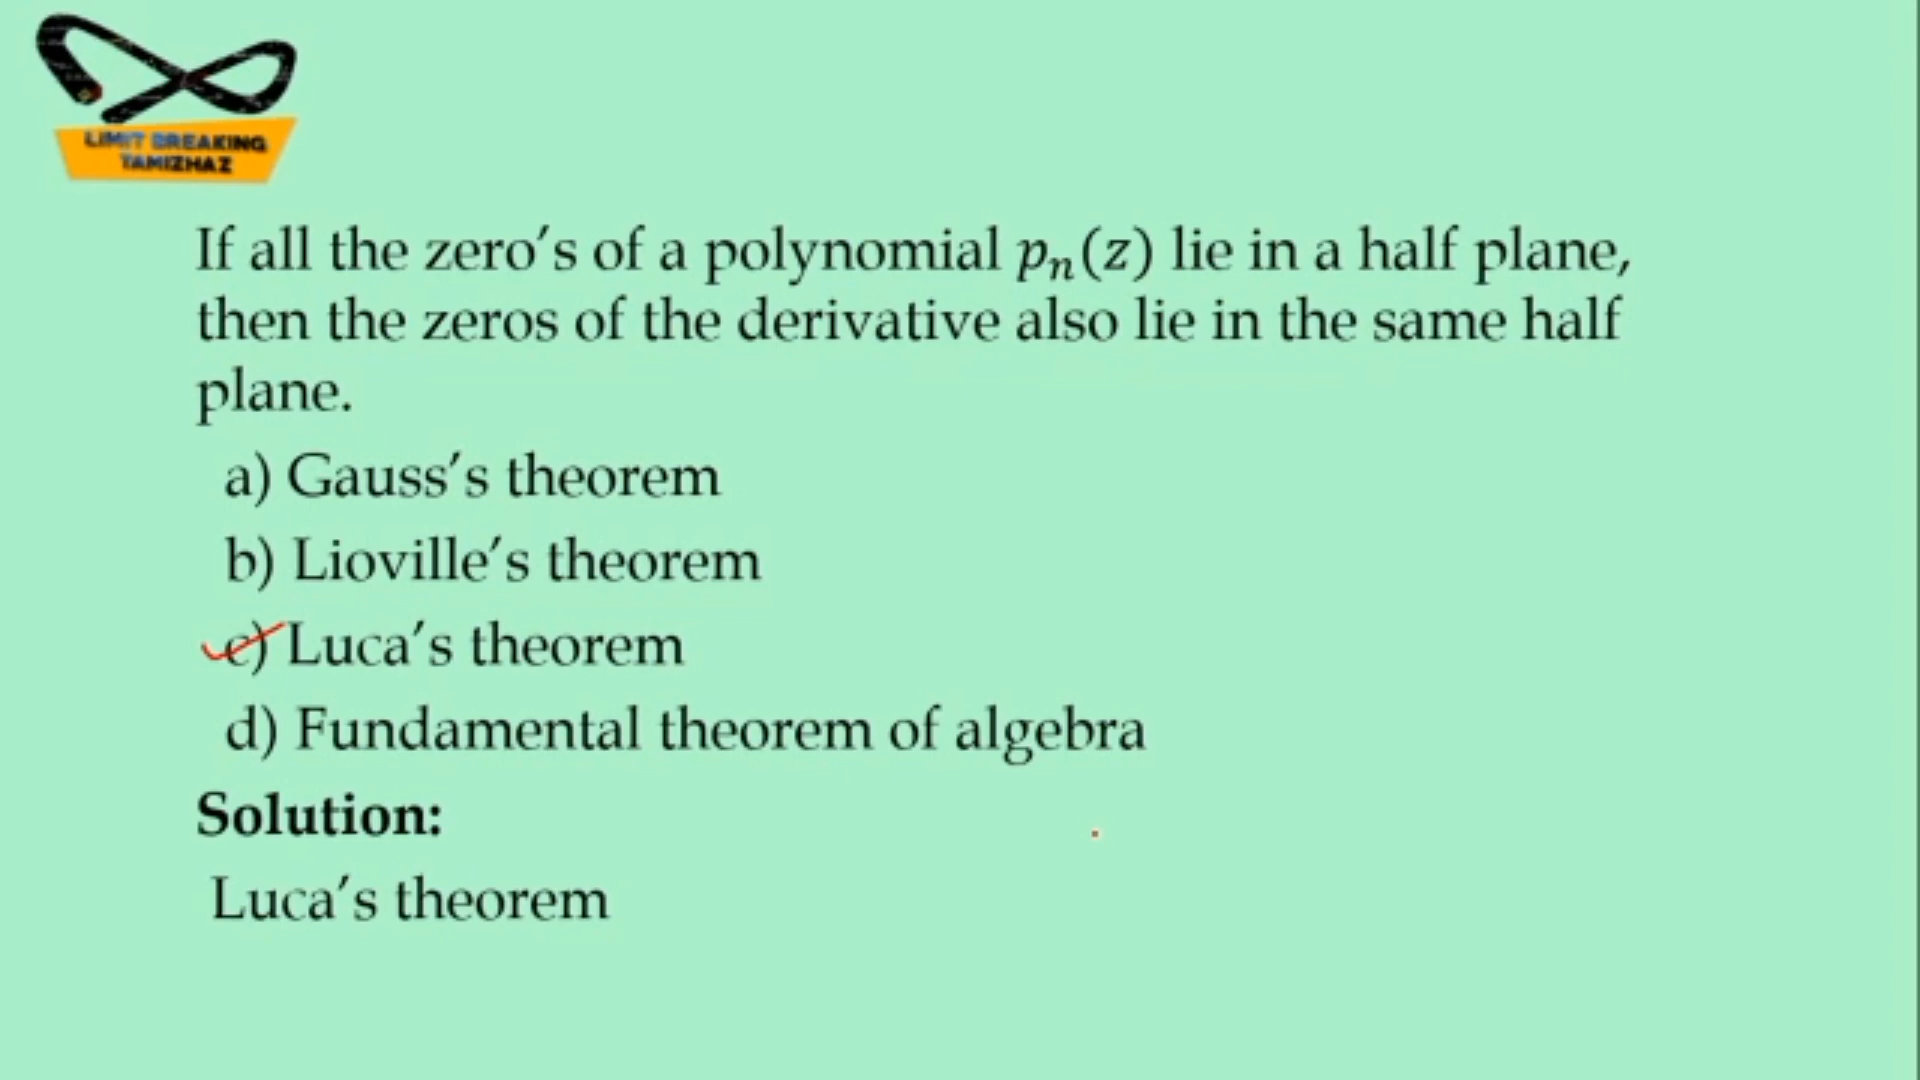 LIMIT BREAKING
TAMIZHAZ
If all the zero’s of a polynomial pₙ(z) lie in a half plane,
then the zeros of the derivative also lie in the same half
plane.
a) Gauss’s theorem
b) Lioville’s theorem
c) Luca’s theorem
d) Fundamental theorem of algebra
Solution:
Luca’s theorem